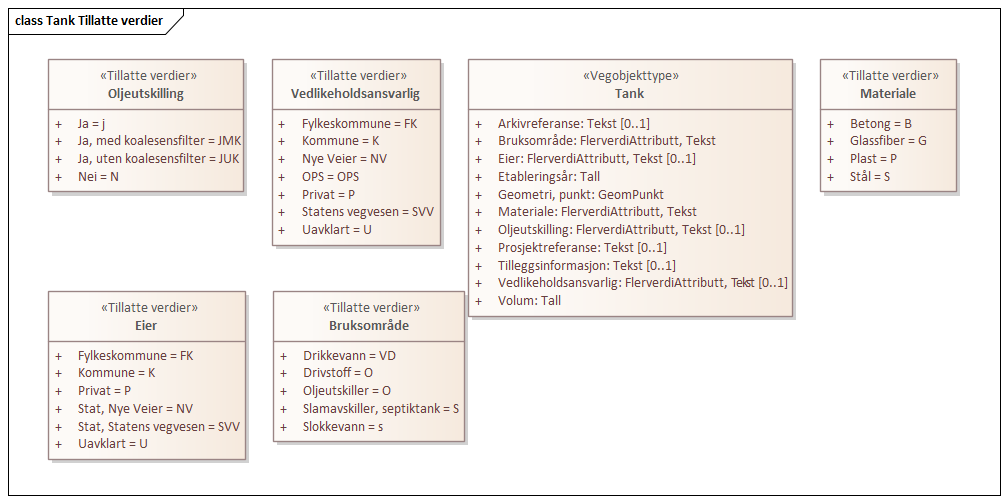 class Tank Tillatte verdier
«Tillatte verdier»
Oljeutskilling
+ Ja = j
+ Ja, med koalesensfilter = JMK
+ Ja, uten koalesensfilter = JUK
+ Nei = N
«Tillatte verdier»
Vedlikeholdsansvarlig
+ Fylkeskommune = FK
+ Kommune = K
+ Nye Veier = NV
+ OPS = OPS
+ Privat = P
+ Statens vegvesen = SVV
+ Uavklart = U
«Vegobjekttype»
Tank
+ Arkivreferanse: Tekst [0..1]
+ Bruksområde: FlerverdiAttributt, Tekst
+ Eier: FlerverdiAttributt, Tekst [0..1]
+ Etableringsår: Tall
+ Geometri, punkt: GeomPunkt
+ Materiale: FlerverdiAttributt, Tekst
+ Oljeutskilling: FlerverdiAttributt, Tekst [0..1]
+ Prosjektreferanse: Tekst [0..1]
+ Tilleggsinformasjon: Tekst [0..1]
+ Vedlikeholdsansvarlig: FlerverdiAttributt, Tekst [0..1]
+ Volum: Tall
«Tillatte verdier»
Materiale
+ Betong = B
+ Glassfiber = G
+ Plast = P
+ Stål = S
«Tillatte verdier»
Eier
+ Fylkeskommune = FK
+ Kommune = K
+ Privat = P
+ Stat, Nye Veier = NV
+ Stat, Statens vegvesen = SVV
+ Uavklart = U
«Tillatte verdier»
Bruksområde
+ Drikkevann = VD
+ Drivstoff = O
+ Oljeutskiller = O
+ Slamavskiller, septiktank = S
+ Slokkevann = s